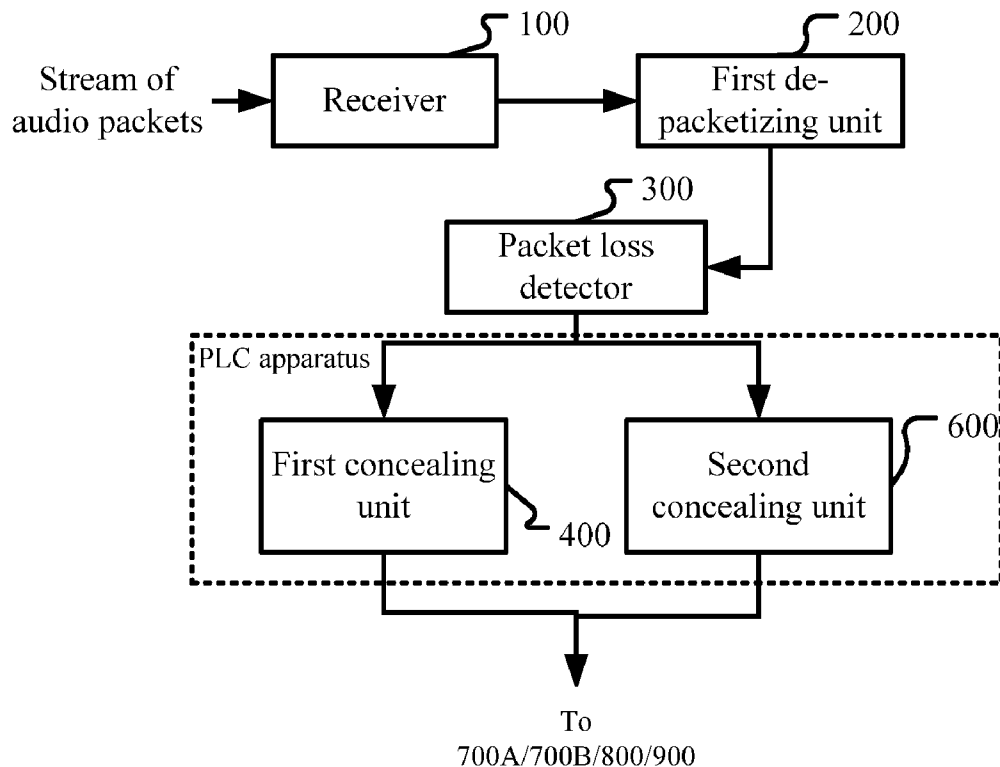 100
200
Stream of
audio packets
Receiver
First de-
packetizing unit
300
Packet loss
detector
PLC apparatus
600
First concealing
unit
Second
concealing unit
400
To
700A/700B/800/900